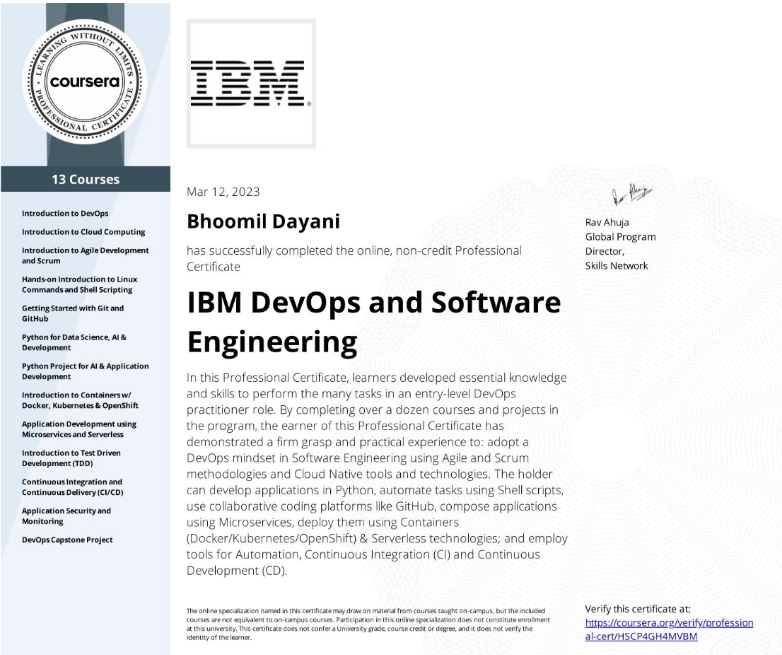 LEARNING WITHOUT LIMITS
coursera
PROFESSIONAL CERTIFICATE
13 Courses
Introduction to DevOps
Introduction to Cloud Computing
Introduction to Agile Development
and Scrum
Hands-on Introduction to Linux
Commands and Shell Scripting
Getting Started with Git and
GitHub
Python for Data Science, AI &
Development
Python Project for AI & Application
Development
Introduction to Containers w/
Docker, Kubernetes & OpenShift
Application Development using
Microservices and Serverless
Introduction to Test Driven
Development (TDD)
Continuous Integration and
Continuous Delivery (CI/CD)
Application Security and
Monitoring
DevOps Capstone Project
IBM®
Mar 12, 2023
Bhoomil Dayani
has successfully completed the online, non-credit Professional
Certificate
IBM DevOps and Software
Engineering
In this Professional Certificate, learners developed essential knowledge
and skills to perform the many tasks in an entry-level DevOps
practitioner role. By completing over a dozen courses and projects in
the program, the earner of this Professional Certificate has
demonstrated a firm grasp and practical experience to: adopt a
DevOps mindset in Software Engineering using Agile and Scrum
methodologies and Cloud Native tools and technologies. The holder
can develop applications in Python, automate tasks using Shell scripts,
use collaborative coding platforms like GitHub, compose applications
using Microservices, deploy them using Containers
(Docker/Kubernetes/OpenShift) & Serverless technologies; and employ
tools for Automation, Continuous Integration (CI) and Continuous
Development (CD).
The online specialization named in this certificate may draw on material from courses taught on-campus, but the included
courses are not equivalent to on-campus courses. Participation in this online specialization does not constitute enrollment
at this university. This certificate does not confer a University grade, course credit or degree, and it does not verify the
identity of the learner.
Rav Ahuja
Rav Ahuja
Global Program
Director,
Skills Network
Verify this certificate at:
https://coursera.org/verify/profession
al-cert/HSCP4GH4MVBM